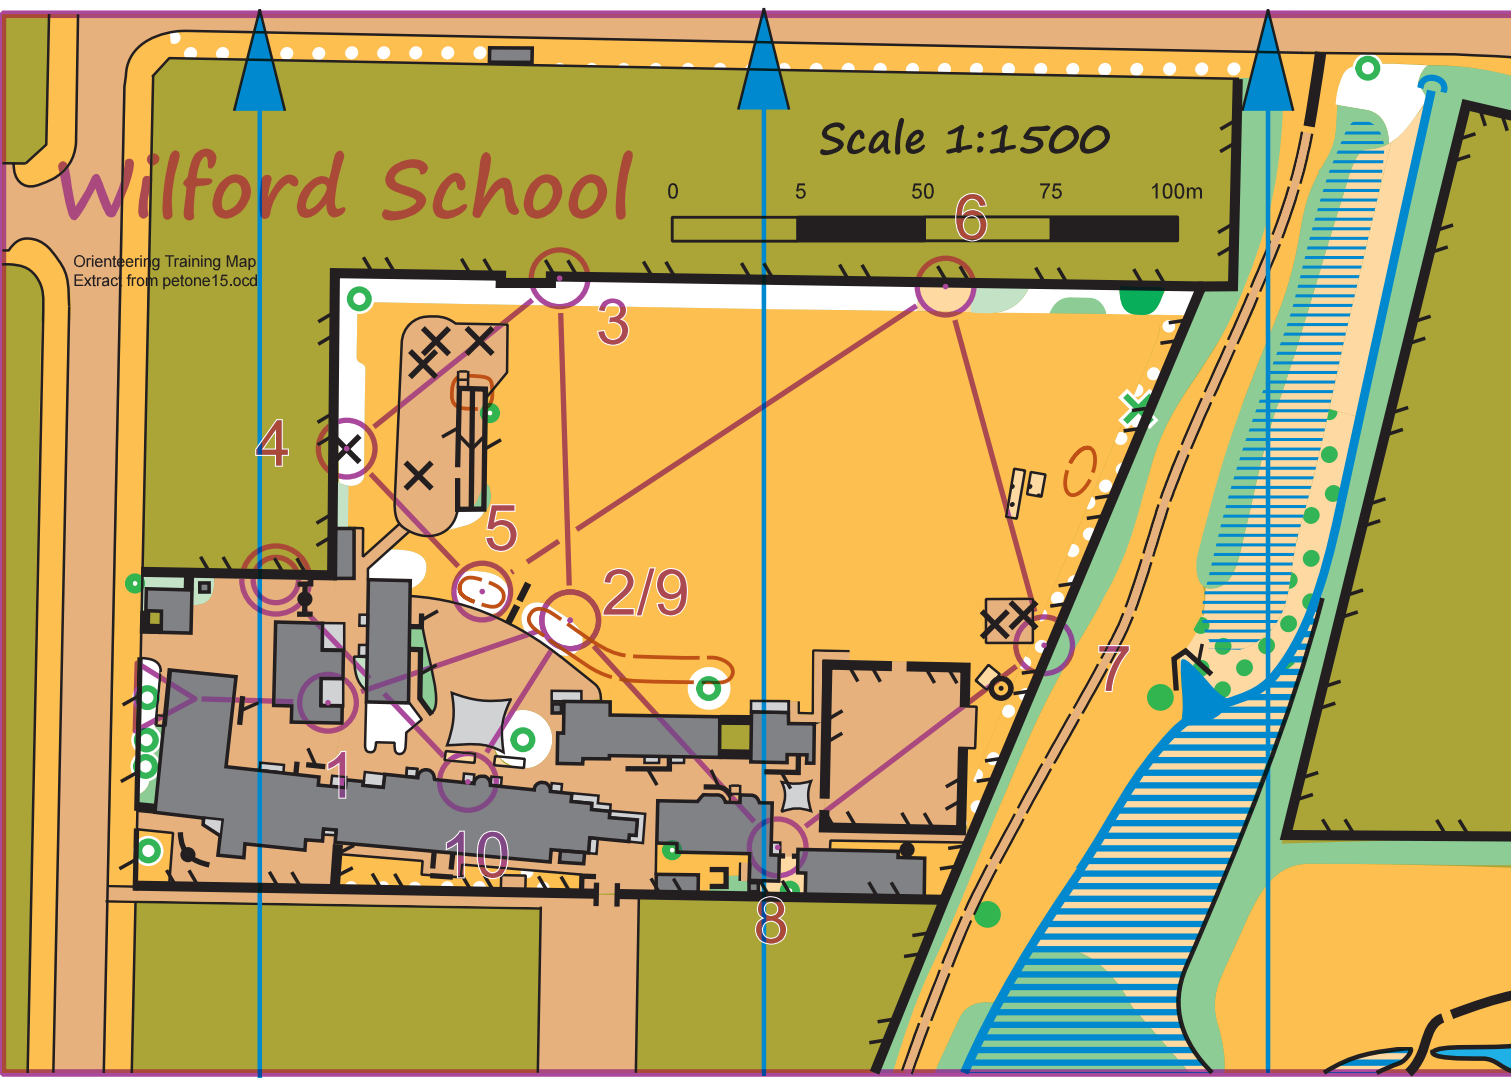 Scale 1:1500
Wilford School
0 5 50 75 100m
6
Orienteering Training Map
Extract from petone15.ocd
3
4
5
2/9
7
1
10
8